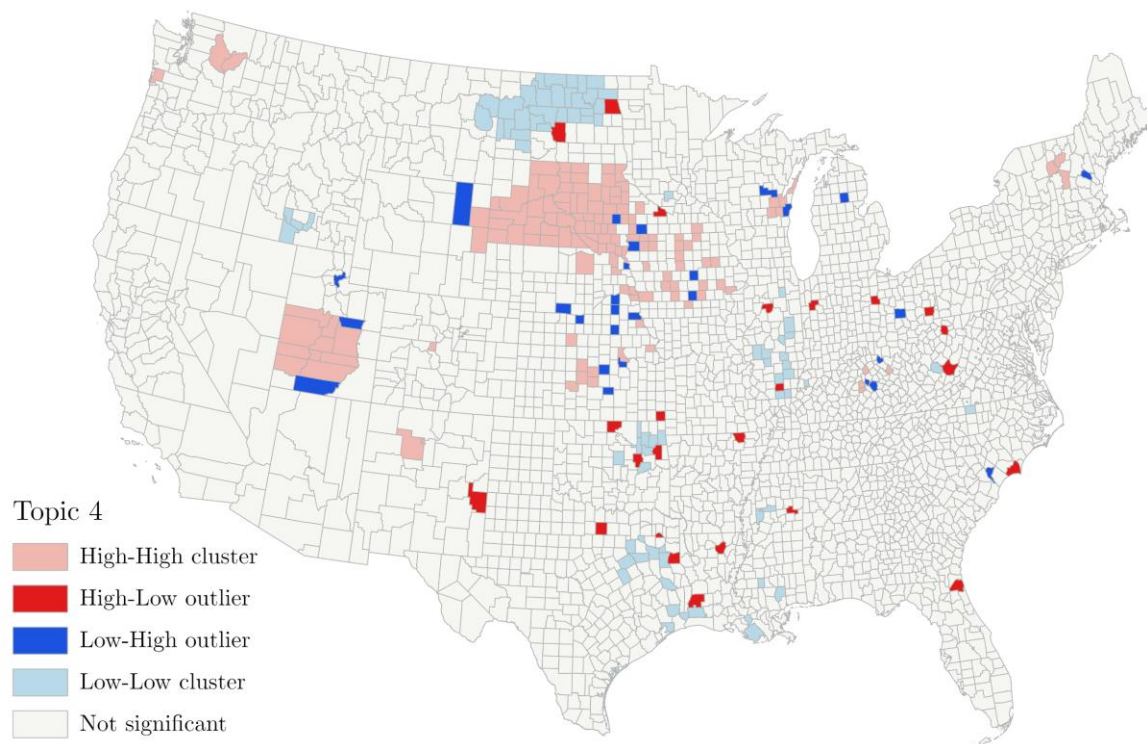 Topic 4
High-High cluster
High-Low outlier
Low-High outlier
Low-Low cluster
Not significant